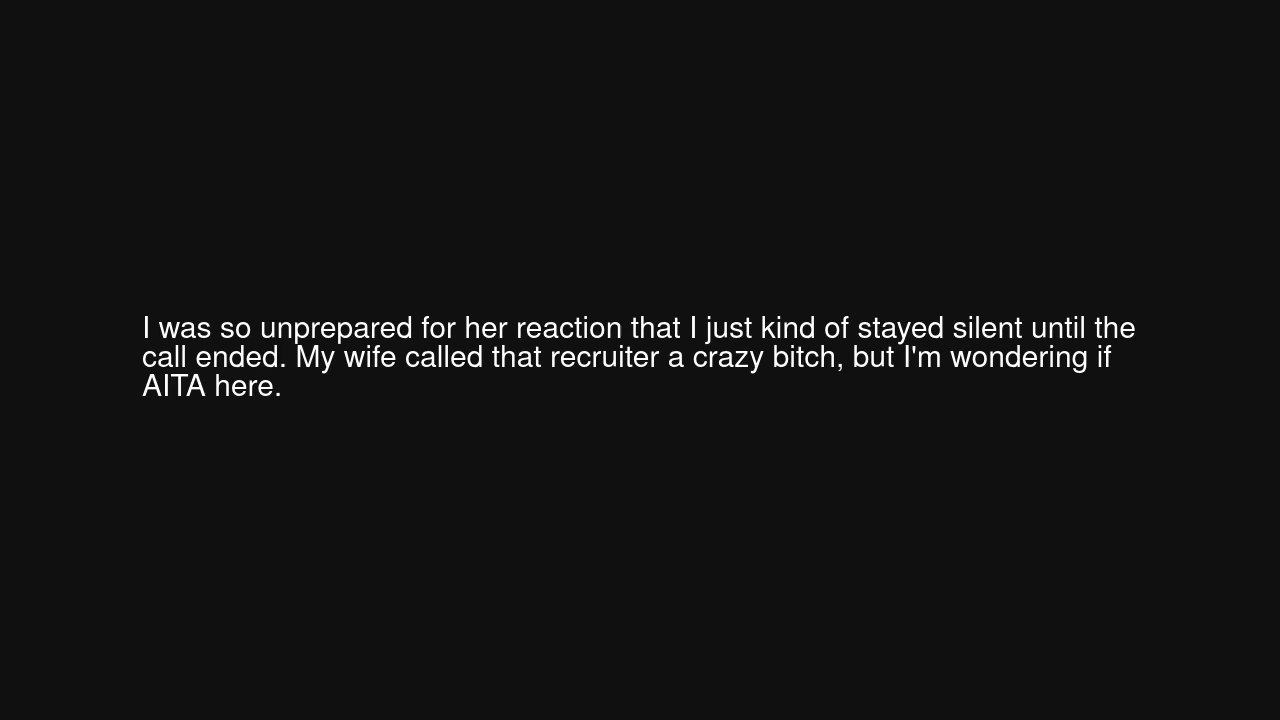 I was so unprepared for her reaction that I just kind of stayed silent until the
call ended. My wife called that recruiter a crazy bitch, but I'm wondering if
AITA here.